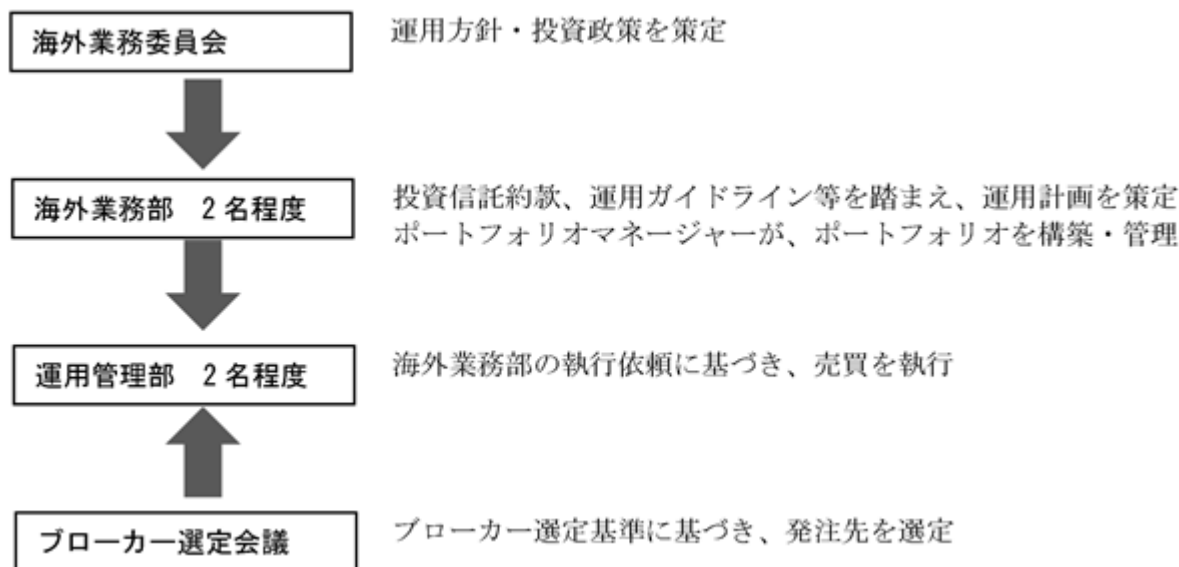 海外業務委員会
運用方針・投資政策を策定
海外業務部 2名程度
投資信託約款、運用ガイドライン等を踏まえ、運用計画を策定
ポートフォリオマネージャーが、ポートフォリオを構築・管理
運用管理部 2名程度
海外業務部の執行依頼に基づき、売買を執行
ブローカー選定会議
ブローカー選定基準に基づき、発注先を選定